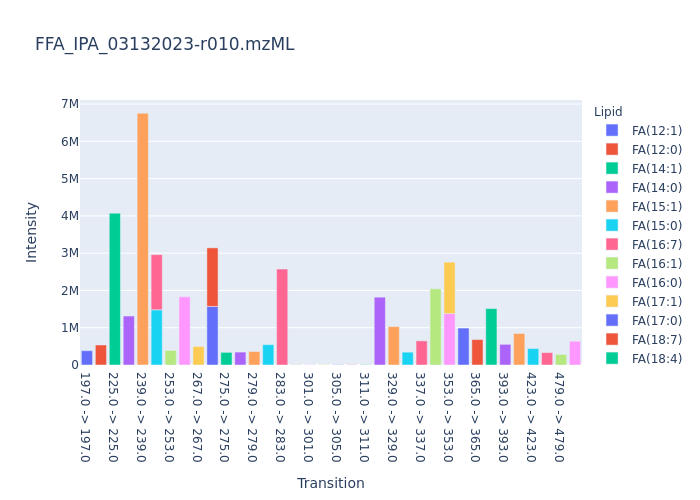 FFA_IPA_03132023-r010.mzML
7M
6M
5M
4M
3M
2M
1M
0
Intensity
197.0 -> 197.0
225.0 -> 225.0
239.0 -> 239.0
253.0 -> 253.0
267.0 -> 267.0
275.0 -> 275.0
279.0 -> 279.0
283.0 -> 283.0
301.0 -> 301.0
305.0 -> 305.0
311.0 -> 311.0
329.0 -> 329.0
337.0 -> 337.0
353.0 -> 353.0
365.0 -> 365.0
393.0 -> 393.0
423.0 -> 423.0
479.0 -> 479.0
Transition
Lipid
FA(12:1)
FA(12:0)
FA(14:1)
FA(14:0)
FA(15:1)
FA(15:0)
FA(16:7)
FA(16:1)
FA(16:0)
FA(17:1)
FA(17:0)
FA(18:7)
FA(18:4)